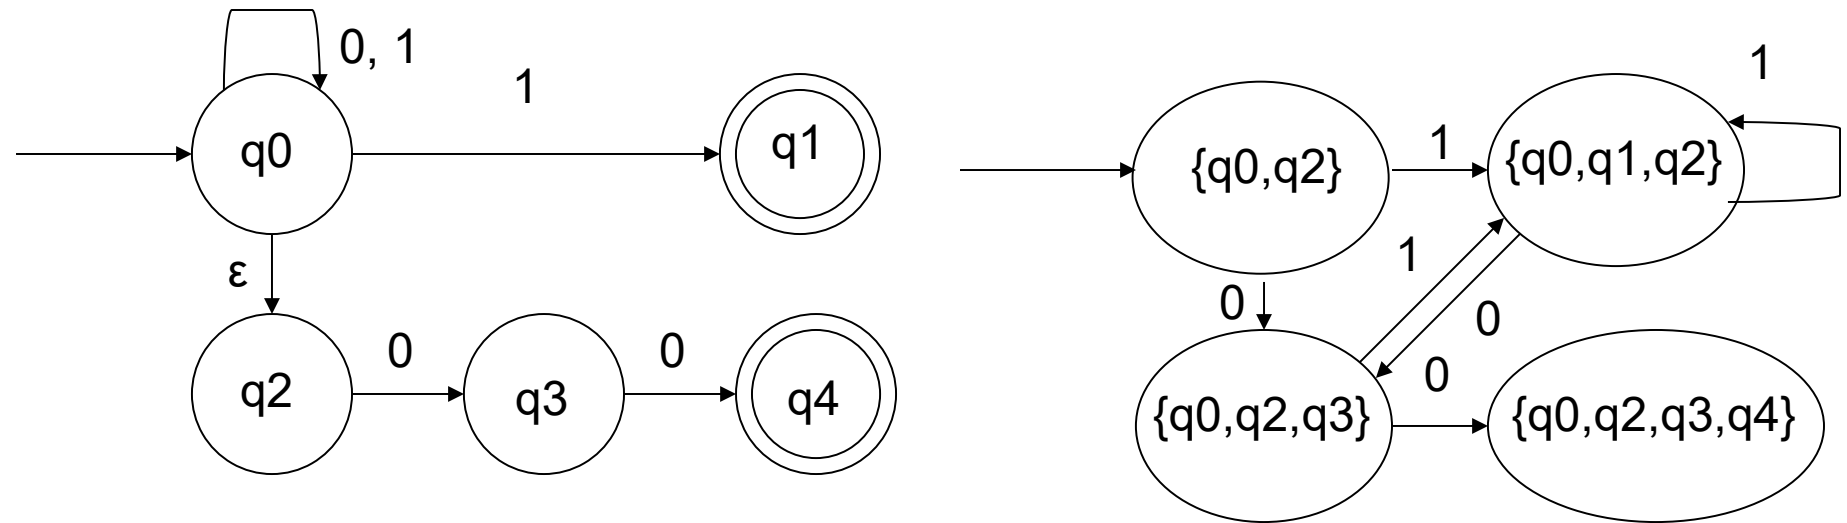 0, 1
1
q0
q1
ε
0
0
q2
q3
q4
1
1
{q0,q2}
{q0,q1,q2}
1
0
0
0
{q0,q2,q3}
{q0,q2,q3,q4}